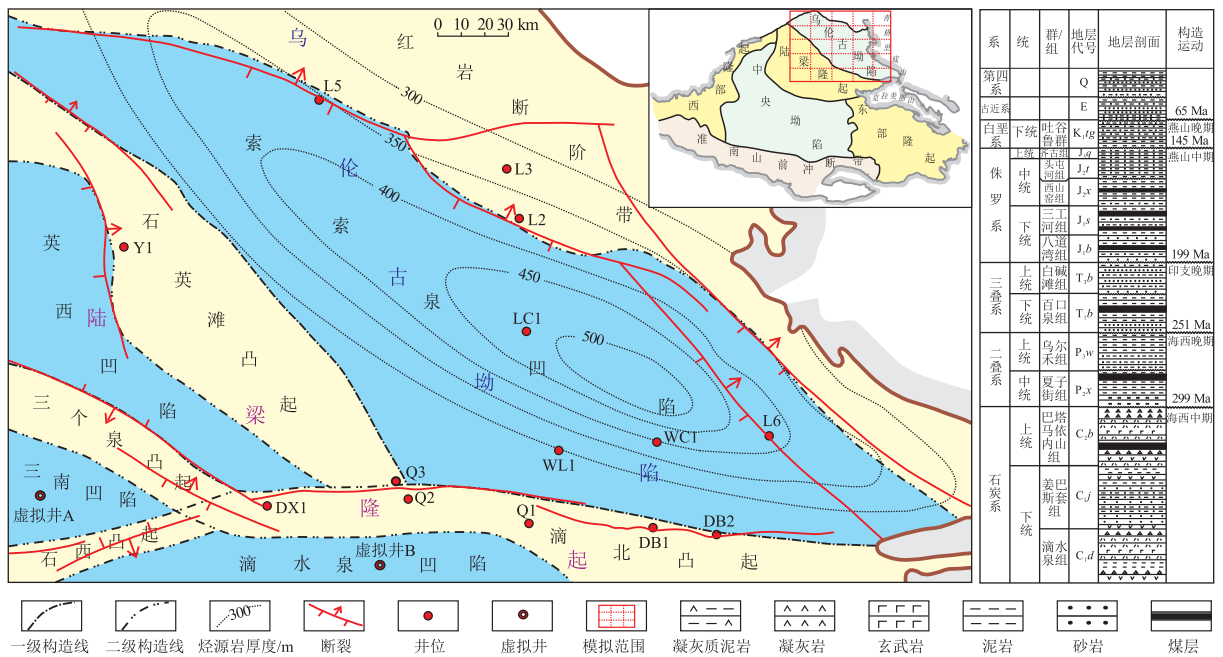 0 10 20 30 km
乌
伦
古
坳
陷
红
岩
断
阶
带
索
索
泉
凹
陷
石
英
滩
凸
起
英
西
凹
陷
陆
梁
隆
起
三
个
泉
凸
起
三
南
凹
陷
石
西
凸
起
滴
水
泉
凹
陷
滴
北
凸
起
300
350
400
450
500
L5
L3
L2
Y1
LC1
L6
WC1
WL1
Q3
Q2
Q1
DX1
DB1
DB2
虚拟井A
虚拟井B
乌
伦
古
坳
陷
陆
梁
隆
起
西
部
隆
起
中
央
坳
陷
东
部
隆
起
准
南
山
前
冲
断
带
青
格
里
底
山
克拉美丽山
系
统
群/
组
地层
代号
地层剖面
构造
运动
第四
系
Q
古近系
E
65 Ma
白垩
系
下统
吐谷
鲁群
K₁tg
燕山晚期
145 Ma
侏
罗
系
上统
齐古组
J₃q
燕山中期
中
统
头屯
河组
J₂t
西山
窑组
J₂x
下
统
三工
河组
J₁s
八道
湾组
J₁b
199 Ma
三叠系
上
统
白碱
滩组
T₃b
印支晚期
下
统
百口
泉组
T₁b
251 Ma
二叠系
上
统
乌尔
禾组
P₃w
海西晚期
中
统
夏子
街组
P₂x
299 Ma
石炭系
上
统
巴塔
马依
内山
组
C₂b
海西中期
下
统
姜巴
斯套
组
C₁j
滴水
泉组
C₁d
300
一级构造线
二级构造线
烃源岩厚度/m
断裂
井位
虚拟井
模拟范围
凝灰质泥岩
凝灰岩
玄武岩
泥岩
砂岩
煤层